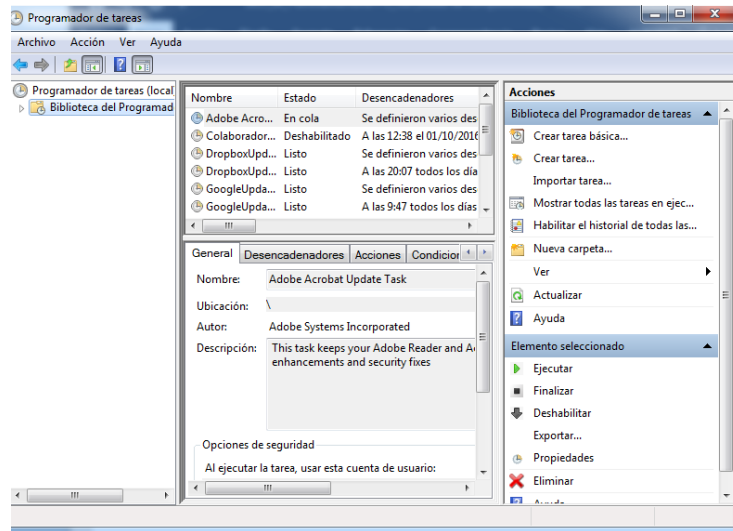 Programador de tareas
Archivo Acción Ver Ayuda
Programador de tareas (local
Biblioteca del Programad
Nombre Estado Desencadenadores
Adobe Acro... En cola Se definieron varios des
Colaborador... Deshabilitado A las 12:38 el 01/10/2016
DropboxUpd... Listo Se definieron varios des
DropboxUpd... Listo A las 20:07 todos los día
GoogleUpda... Listo Se definieron varios des
GoogleUpda... Listo A las 9:47 todos los días
General Desencadenadores Acciones Condicion
Nombre: Adobe Acrobat Update Task
Ubicación: \
Autor: Adobe Systems Incorporated
Descripción: This task keeps your Adobe Reader and A
enhancements and security fixes
Opciones de seguridad
Al ejecutar la tarea, usar esta cuenta de usuario:
Acciones
Biblioteca del Programador de tareas
Crear tarea básica...
Crear tarea...
Importar tarea...
Mostrar todas las tareas en ejec...
Habilitar el historial de todas las...
Nueva carpeta...
Ver
Actualizar
Ayuda
Elemento seleccionado
Ejecutar
Finalizar
Deshabilitar
Exportar...
Propiedades
Eliminar